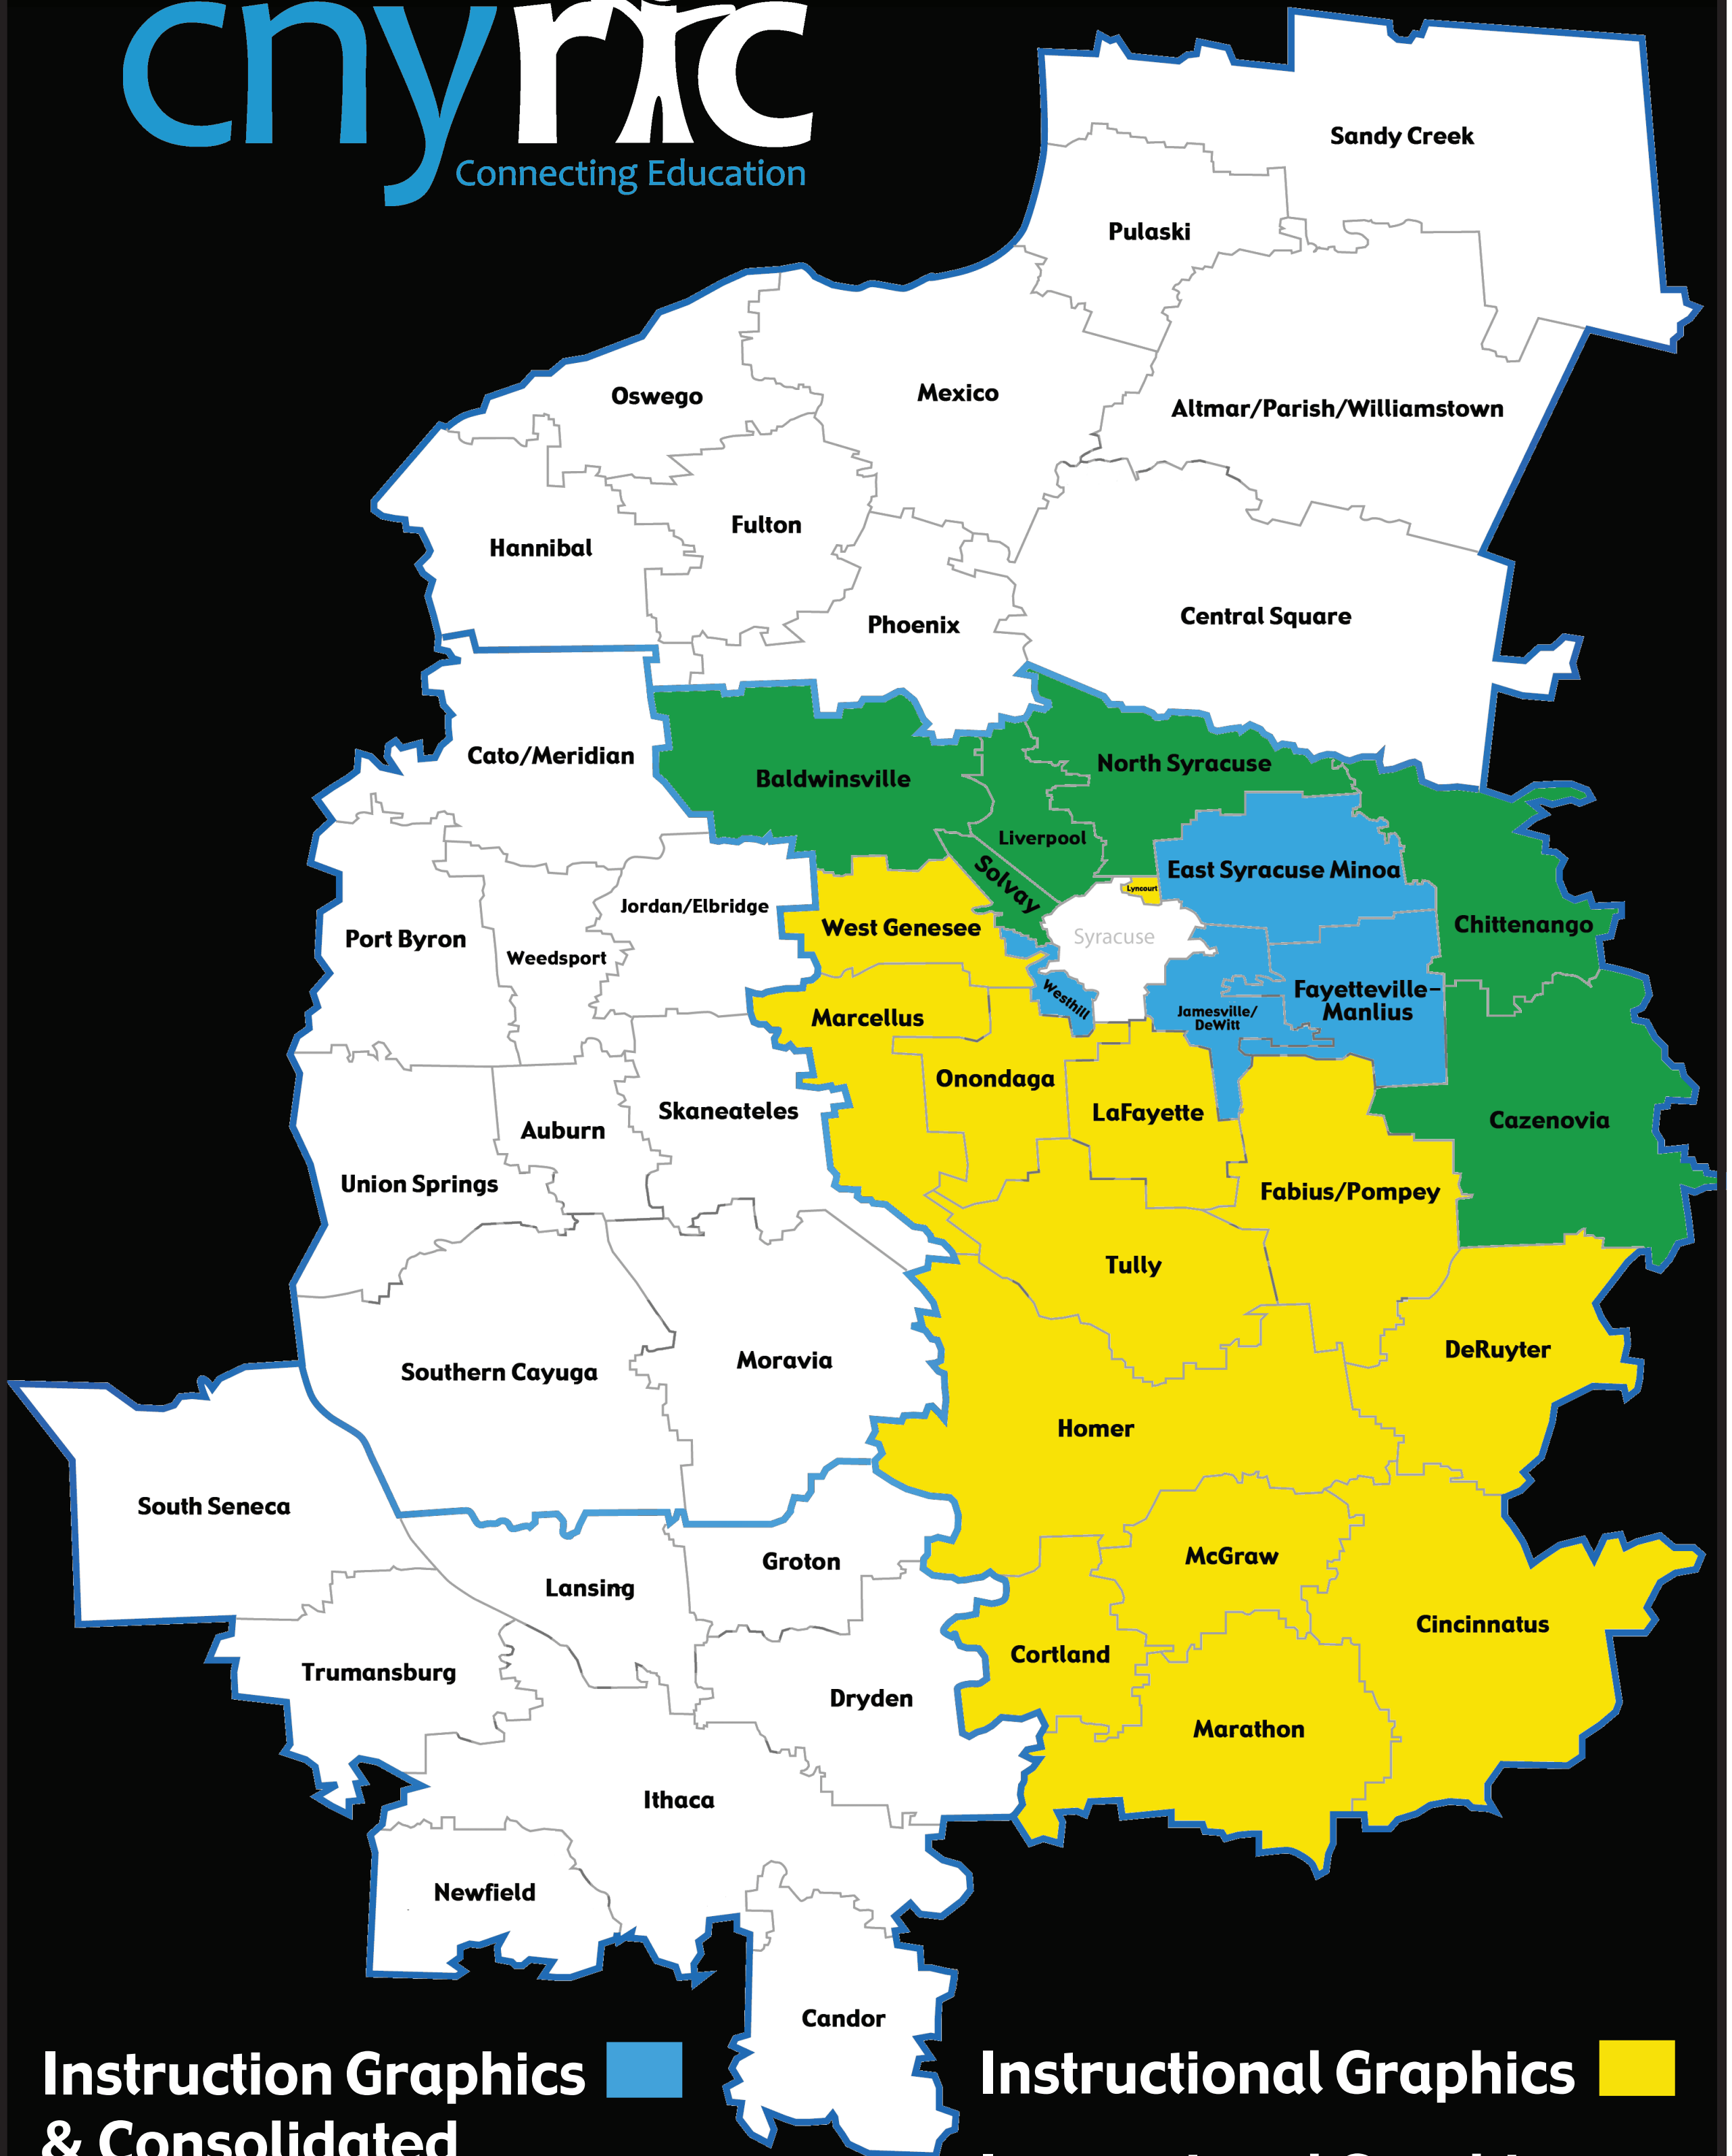 cnyric
Connecting Education
Sandy Creek
Pulaski
Oswego
Mexico
Altmar/Parish/Williamstown
Fulton
Hannibal
Phoenix
Central Square
Cato/Meridian
Baldwinsville
North Syracuse
Liverpool
Solvay
East Syracuse Minoa
Lyncourt
Jordan/Elbridge
West Genesee
Chittenango
Syracuse
Port Byron
Weedsport
Westhill
Fayetteville-
Manlius
Jamesville/
DeWitt
Marcellus
Onondaga
LaFayette
Skaneateles
Cazenovia
Auburn
Union Springs
Fabius/Pompey
Tully
DeRuyter
Southern Cayuga
Moravia
Homer
South Seneca
Groton
McGraw
Lansing
Cincinnatus
Cortland
Trumansburg
Dryden
Marathon
Ithaca
Newfield
Candor
Instruction Graphics
& Consolidated
Instructional Graphics